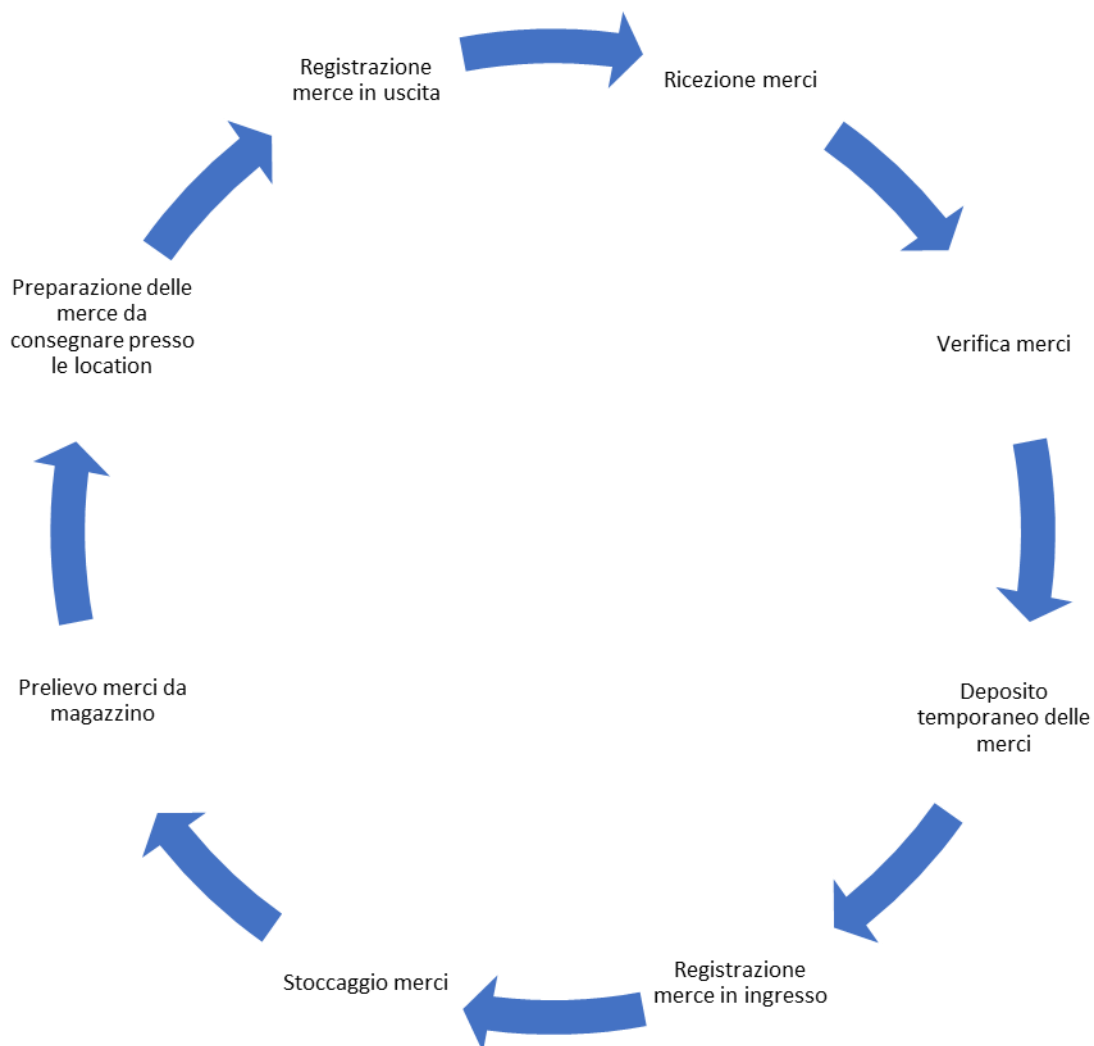 Registrazione
merce in uscita
Ricezione merci
Verifica merci
Deposito
temporaneo delle
merci
Registrazione
merce in ingresso
Stoccaggio merci
Prelievo merci da
magazzino
Preparazione delle
merce da
consegnare presso
le location